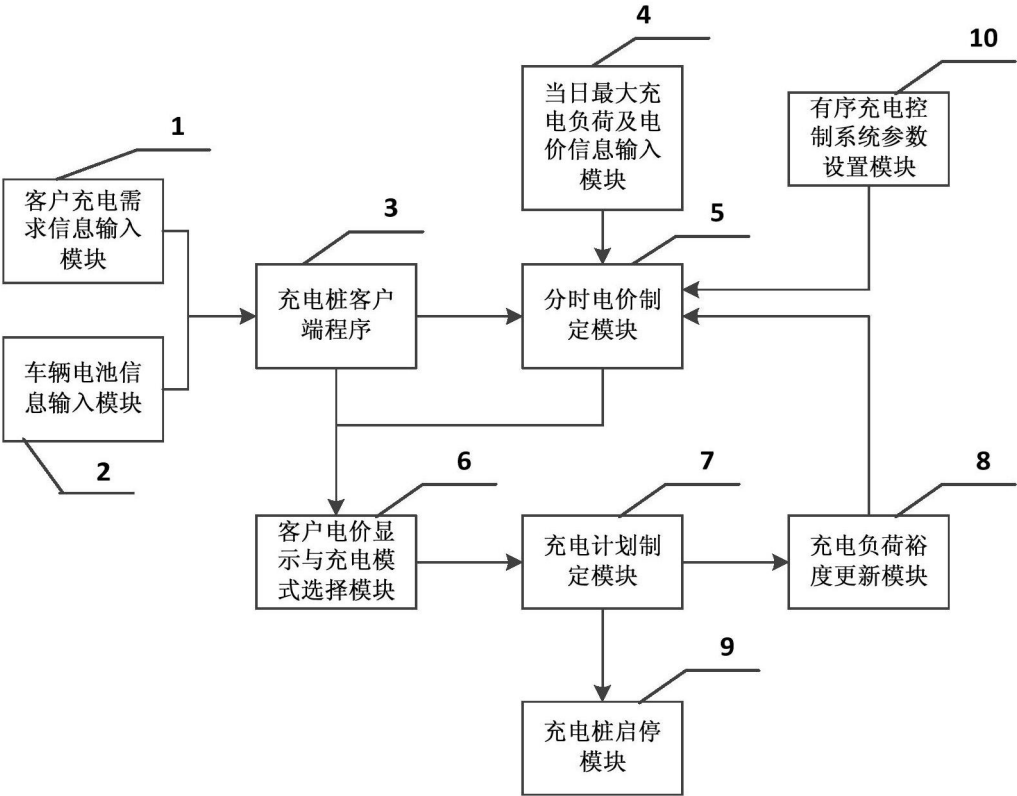 1
客户充电需
求信息输入
模块
车辆电池信
息输入模块
2
3
充电桩客户
端程序
4
当日最大充
电负荷及电
价信息输入
模块
5
分时电价制
定模块
10
有序充电控
制系统参数
设置模块
6
客户电价显
示与充电模
式选择模块
7
充电计划制
定模块
8
充电负荷裕
度更新模块
9
充电桩启停
模块